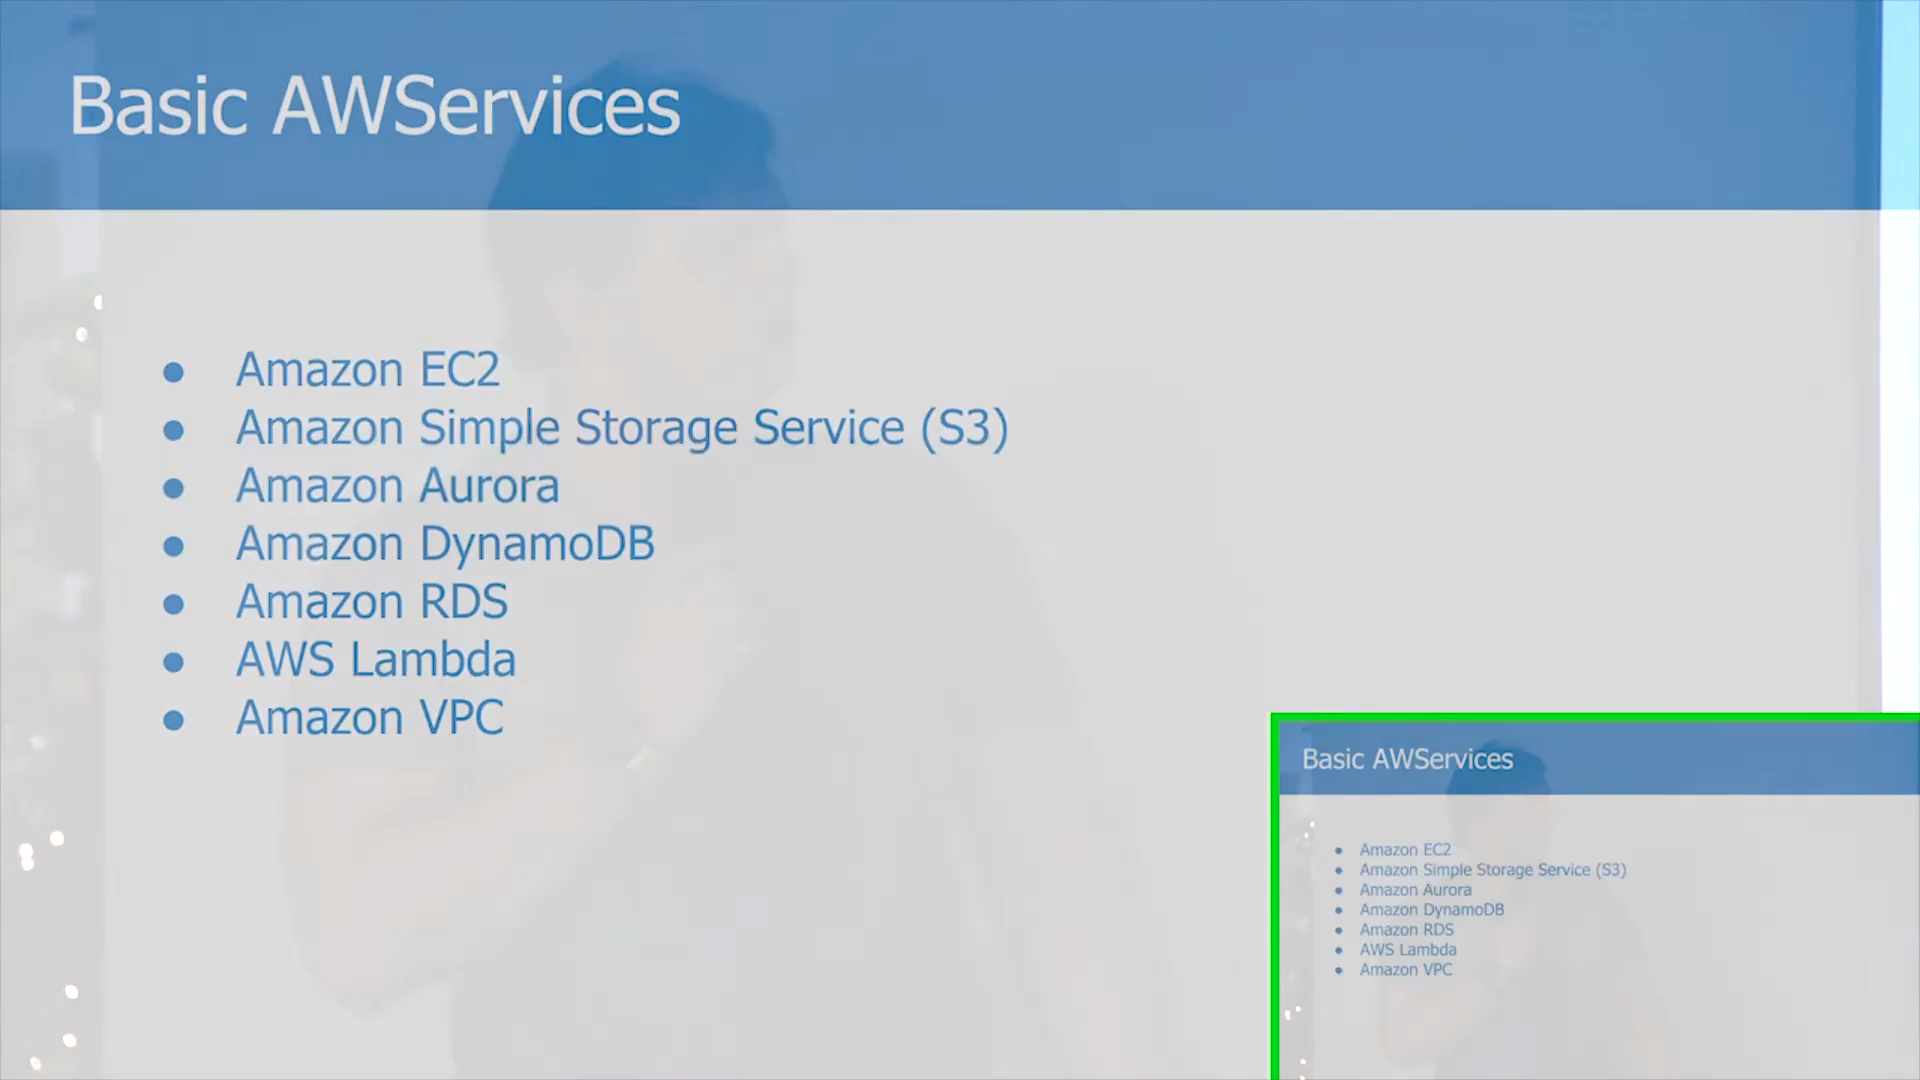 Basic AWServices
● Amazon EC2
● Amazon Simple Storage Service (S3)
● Amazon Aurora
● Amazon DynamoDB
● Amazon RDS
● AWS Lambda
● Amazon VPC
Basic AWServices
● Amazon EC2
● Amazon Simple Storage Service (S3)
● Amazon Aurora
● Amazon DynamoDB
● Amazon RDS
● AWS Lambda
● Amazon VPC